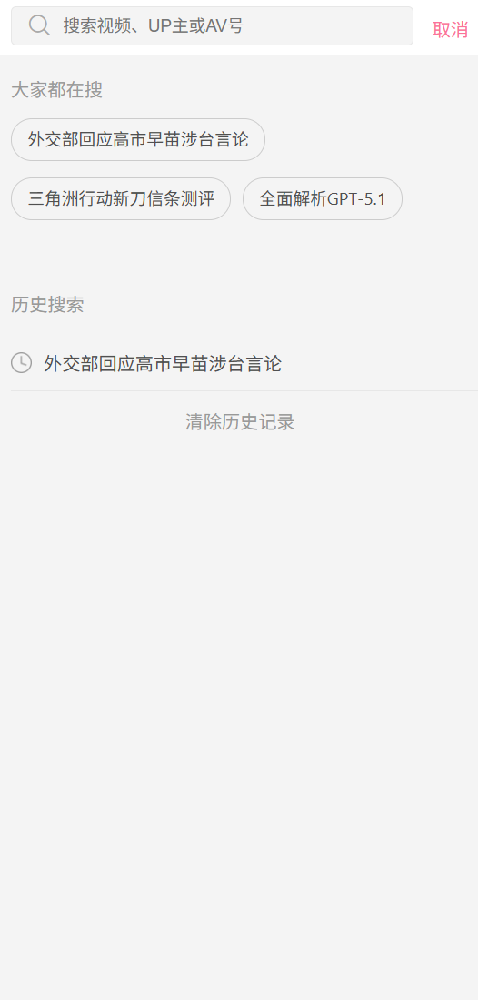 搜索视频、UP主或AV号
取消
大家都在搜
外交部回应高市早苗涉台言论
三角洲行动新刀信条测评
全面解析GPT-5.1
历史搜索
外交部回应高市早苗涉台言论
清除历史记录